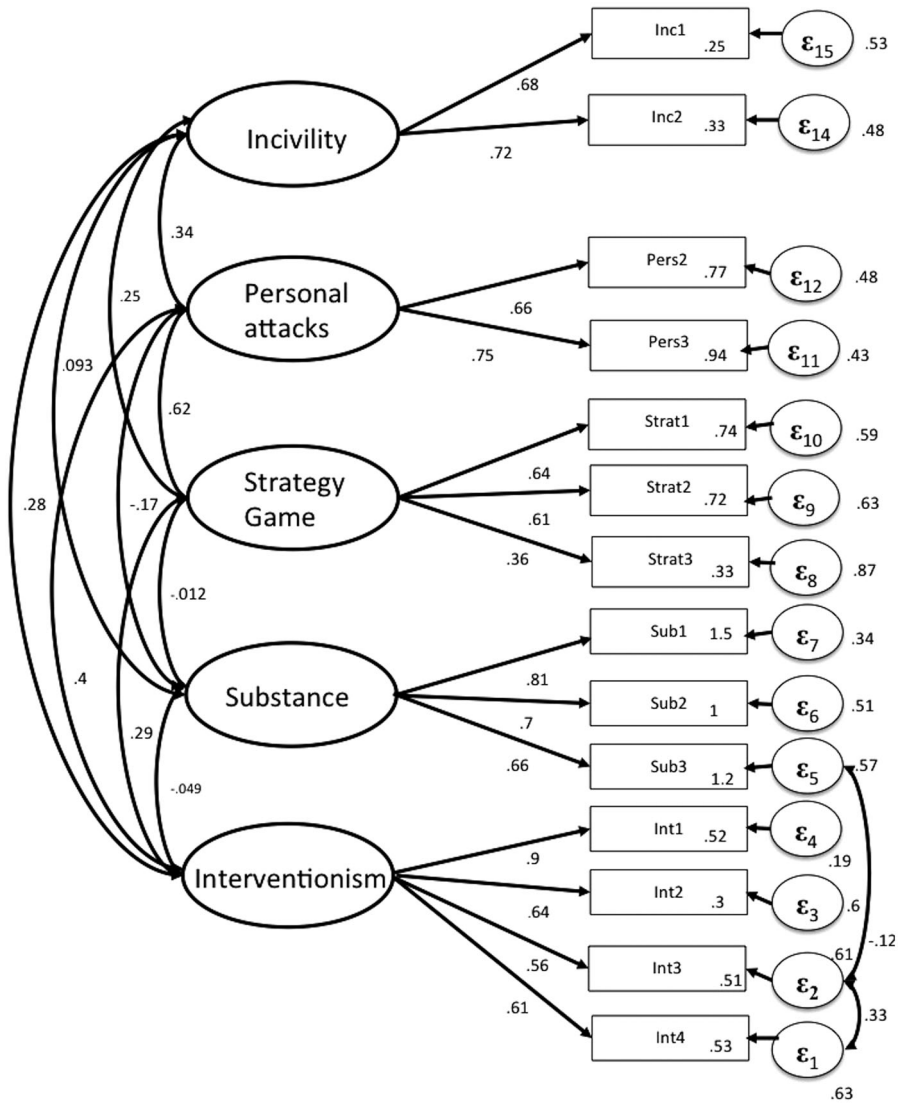 Inc1
.25
ε15
.53
.68
Incivility
Inc2
.33
ε14
.48
.72
.34
Pers2
.77
ε12
.48
.25
Personal
attacks
.66
Pers3
.94
ε11
.43
.75
.093
.62
Strat1
.74
ε10
.59
.64
Strategy
Game
Strat2
.72
ε9
.63
.28
-.17
.61
.36
Strat3
.33
ε8
.87
-.012
Sub1
1.5
ε7
.34
.4
Substance
.81
Sub2
1
ε6
.51
.7
.29
.66
Sub3
1.2
ε5
.57
-.049
Int1
.52
ε4
.19
.9
Interventionism
Int2
.3
ε3
.6
.64
-.12
.56
Int3
.51
ε2
.61
.61
.33
Int4
.53
ε1
.63